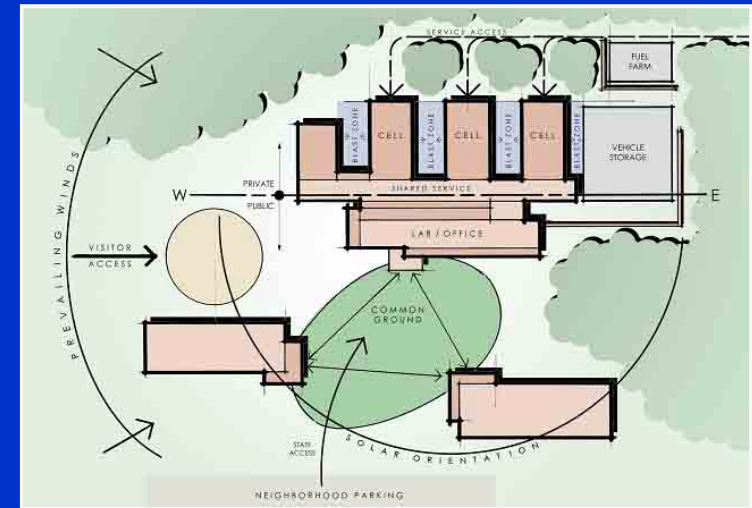 SERVICE ACCESS
FUEL
FARM
BLAST ZONE
CELL
BLAST ZONE
CELL
BLAST ZONE
CELL
BLAST ZONE
VEHICLE
STORAGE
PRIVATE
SHARED SERVICE
W
E
PUBLIC
LAB / OFFICE
PREVAILING WINDS
VISITOR
ACCESS
COMMON
GROUND
STAFF
ACCESS
SOLAR ORIENTATION
NEIGHBORHOOD PARKING